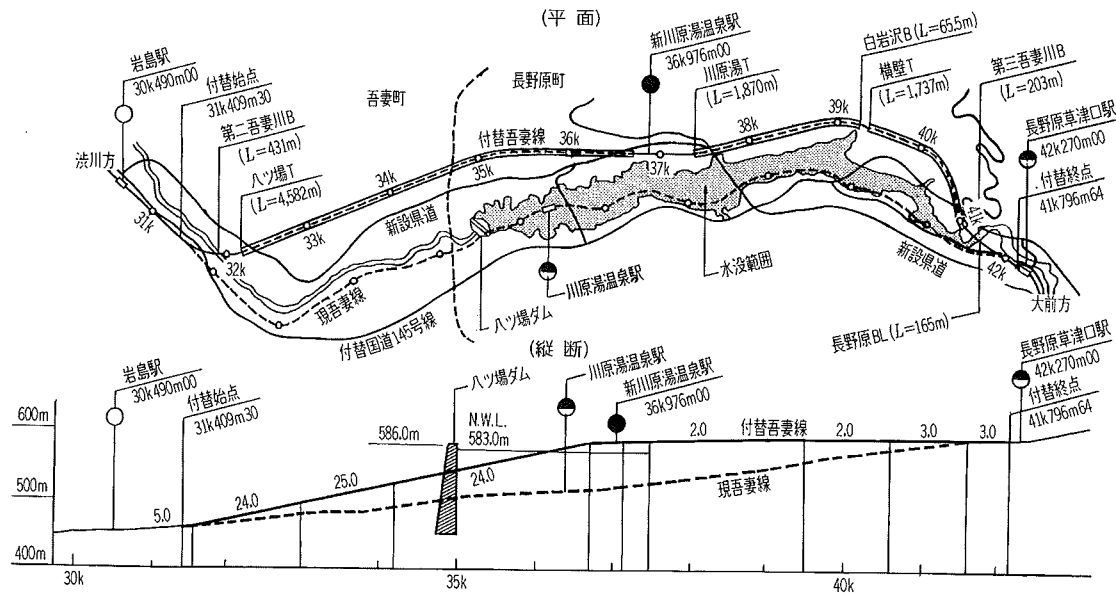 (平面)
岩島駅
30k490m00
付替始点
31k409m30
第二吾妻川B
(L=431m)
八ツ場T
(L=4,582m)
渋川方
吾妻町
長野原町
新川原湯温泉駅
36k976m00
川原湯T
(L=1,870m)
白岩沢B(L=65.5m)
横壁T
(L=1,737m)
第三吾妻川B
(L=203m)
長野原草津口駅
42k270m00
付替終点
41k796m64
付替吾妻線
31k
32k
33k
34k
35k
36k
37k
38k
39k
40k
41k
42k
新設県道
現吾妻線
付替国道145号線
八ツ場ダム
川原湯温泉駅
水没範囲
新設県道
大前方
長野原BL(L=165m)
(縦断)
岩島駅
30k490m00
付替始点
31k409m30
八ツ場ダム
川原湯温泉駅
新川原湯温泉駅
36k976m00
長野原草津口駅
42k270m00
付替終点
41k796m64
600m
500m
400m
586.0m
N.W.L.
583.0m
付替吾妻線
現吾妻線
5.0
24.0
25.0
24.0
2.0
2.0
3.0
3.0
30k
35k
40k